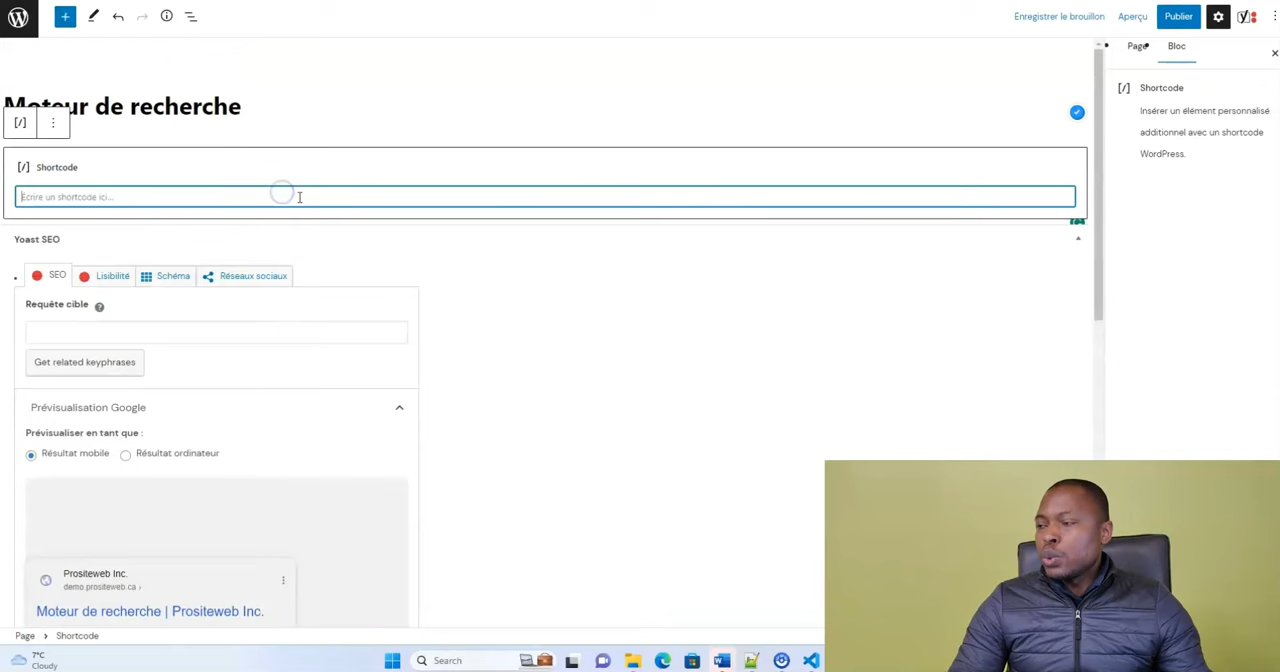 Enregistrer le brouillon Aperçu Publier
Page Bloc
Moteur de recherche
[/] Shortcode
Insérer un élément personnalisé
additionnel avec un shortcode
WordPress.
[/]
[/] Shortcode
Écrire un shortcode ici...
Yoast SEO
SEO Lisibilité Schéma Réseaux sociaux
Requête cible ?
Get related keyphrases
Prévisualisation Google
Prévisualiser en tant que :
Résultat mobile Résultat ordinateur
Prositeweb Inc.
demo.prositeweb.ca ›
Moteur de recherche | Prositeweb Inc.
Page > Shortcode
7°C
Cloudy
Search